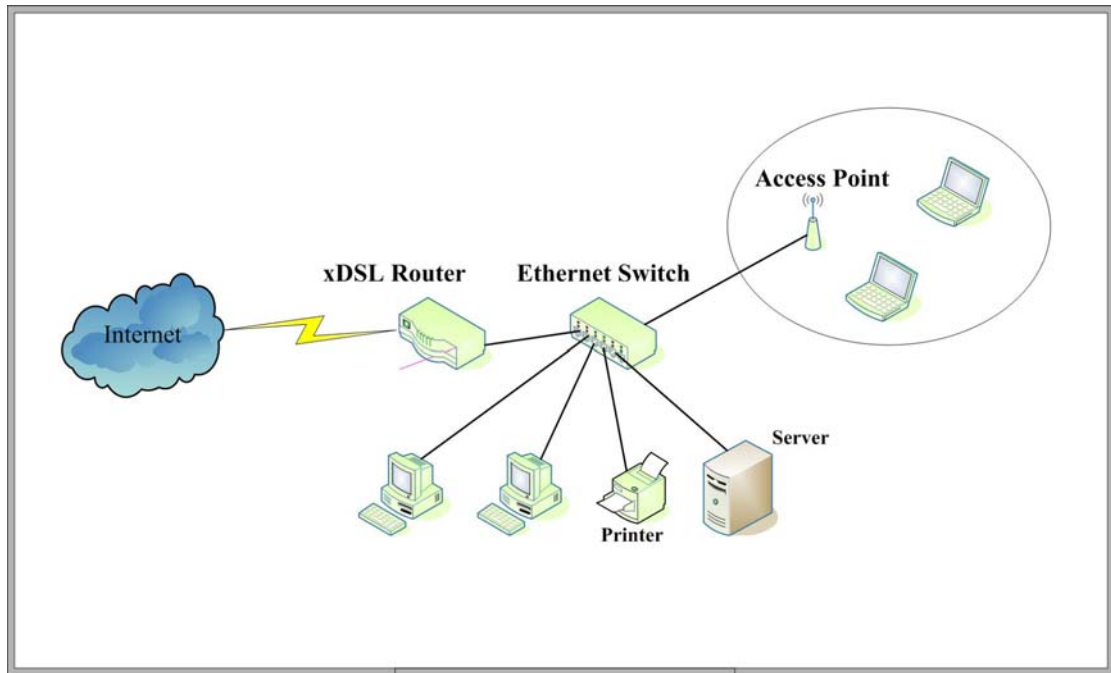 Access Point
xDSL Router
Ethernet Switch
Internet
Server
Printer